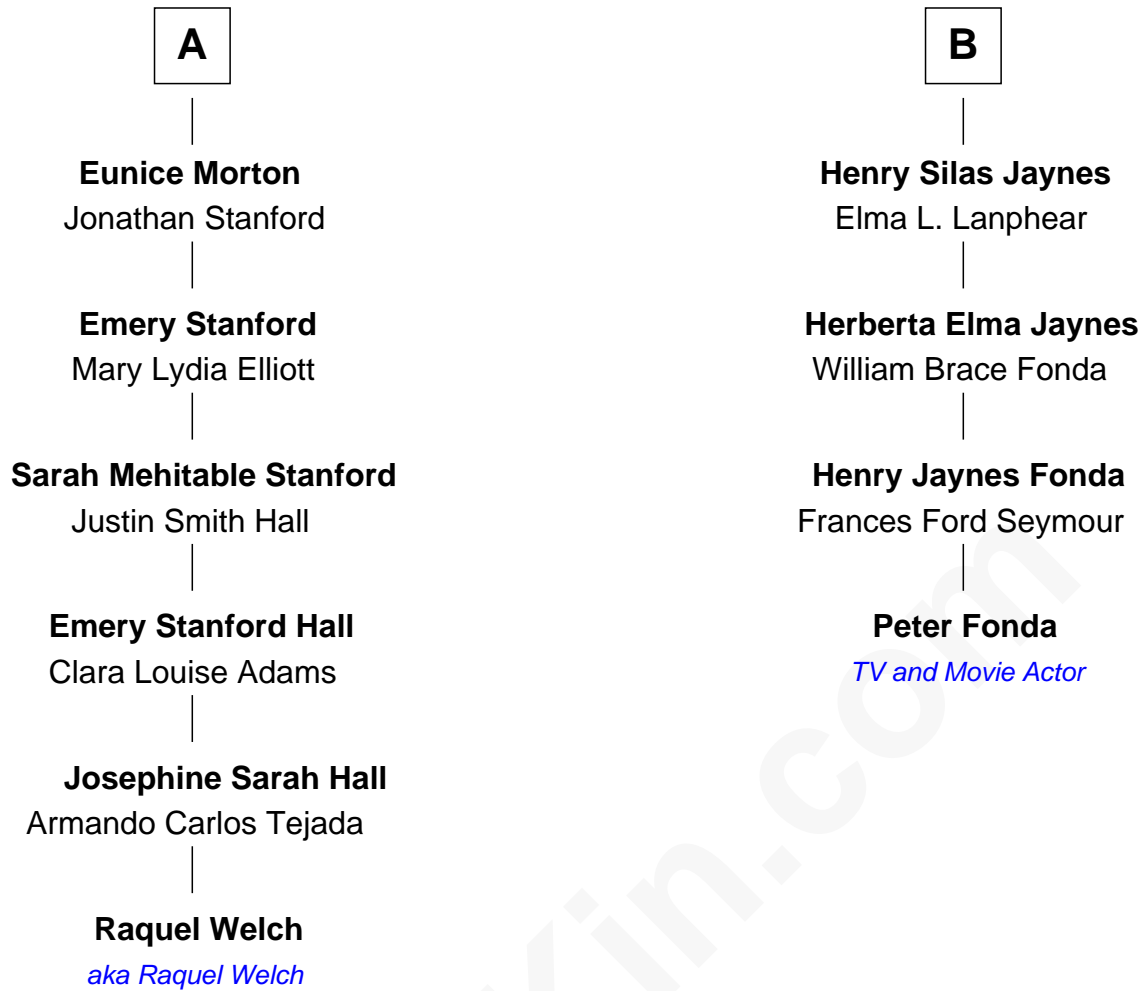 A
Eunice Morton
Jonathan Stanford
Emery Stanford
Mary Lydia Elliott
Sarah Mehitable Stanford
Justin Smith Hall
Emery Stanford Hall
Clara Louise Adams
Josephine Sarah Hall
Armando Carlos Tejada
Raquel Welch
aka Raquel Welch
B
Henry Silas Jaynes
Elma L. Lanphear
Herberta Elma Jaynes
William Brace Fonda
Henry Jaynes Fonda
Frances Ford Seymour
Peter Fonda
TV and Movie Actor
Kin.com